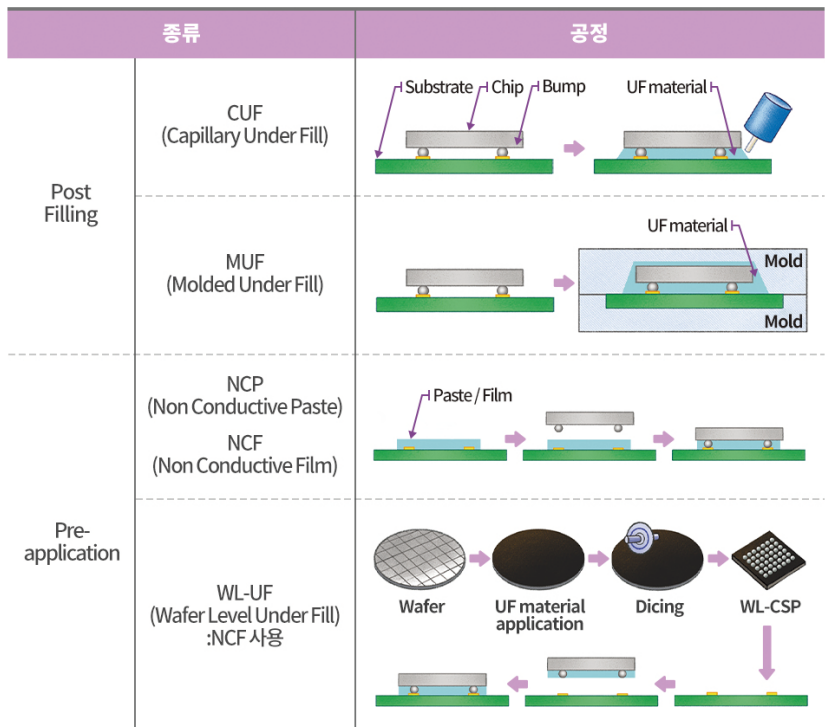 종류
공정
Post
Filling
CUF
(Capillary Under Fill)
Substrate
Chip
Bump
UF material
MUF
(Molded Under Fill)
UF material
Mold
Mold
Pre-
application
NCP
(Non Conductive Paste)
NCF
(Non Conductive Film)
Paste / Film
WL-UF
(Wafer Level Under Fill)
:NCF 사용
Wafer
UF material
application
Dicing
WL-CSP